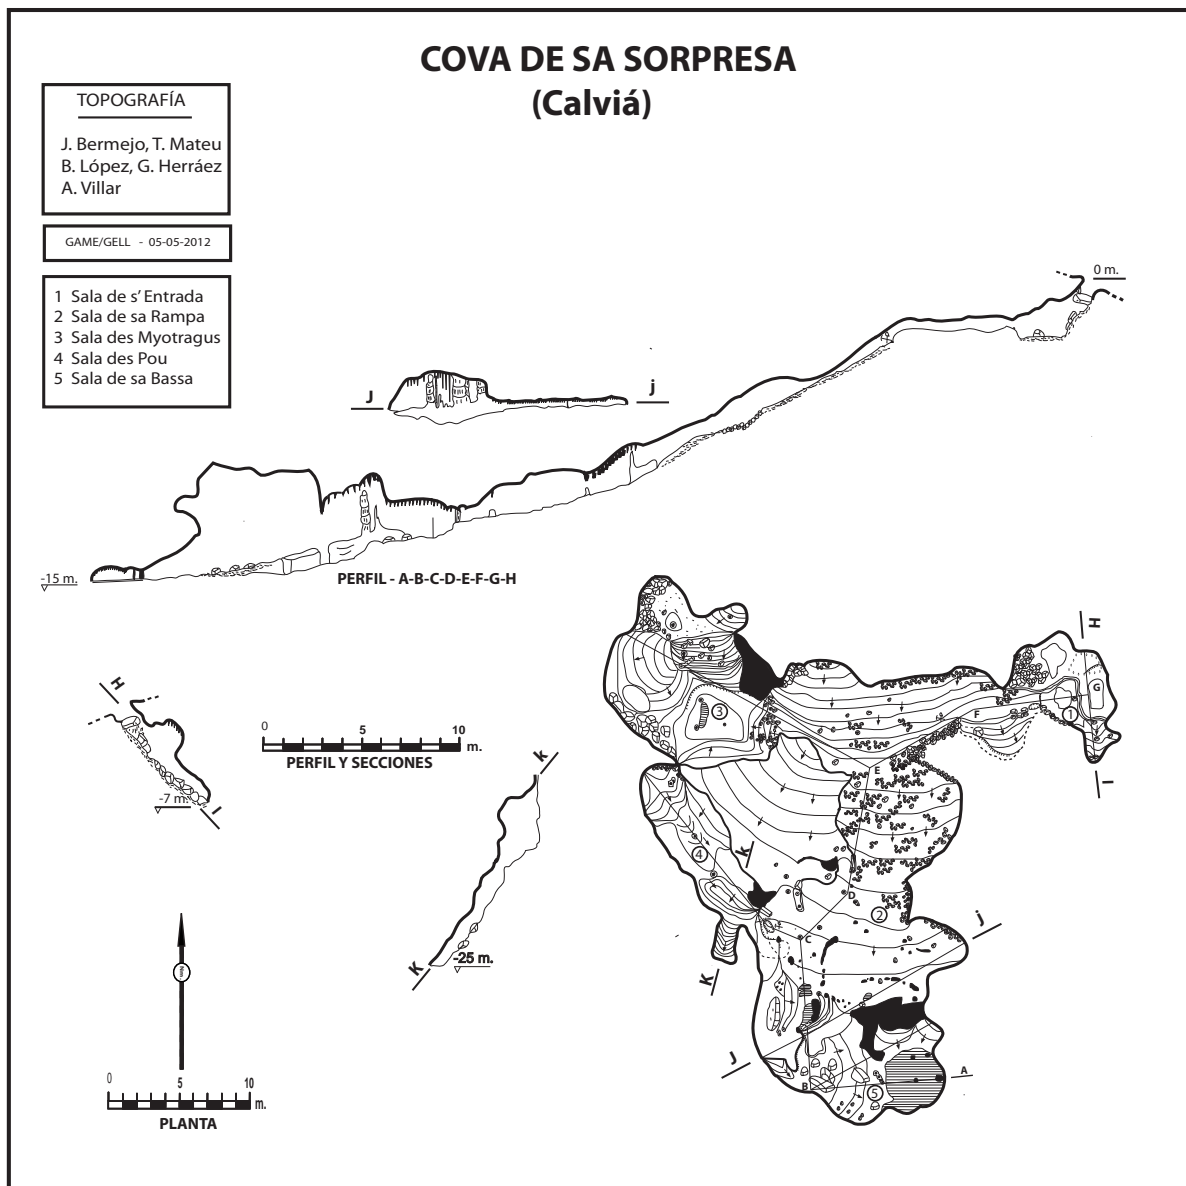 COVA DE SA SORPRESA
(Calviá)
TOPOGRAFÍA
J. Bermejo, T. Mateu
B. López, G. Herráez
A. Villar
GAME/GELL - 05-05-2012
1 Sala de s' Entrada
2 Sala de sa Rampa
3 Sala des Myotragus
4 Sala des Pou
5 Sala de sa Bassa
0 m.
J j
-15 m.
PERFIL - A-B-C-D-E-F-G-H
H
I
-7 m.
0 5 10 m.
PERFIL Y SECCIONES
k
K
-25 m.
H
G
1
F
I
3
E
4
k
D
2
j
C
K
J
B
5
A
0 5 10 m.
PLANTA